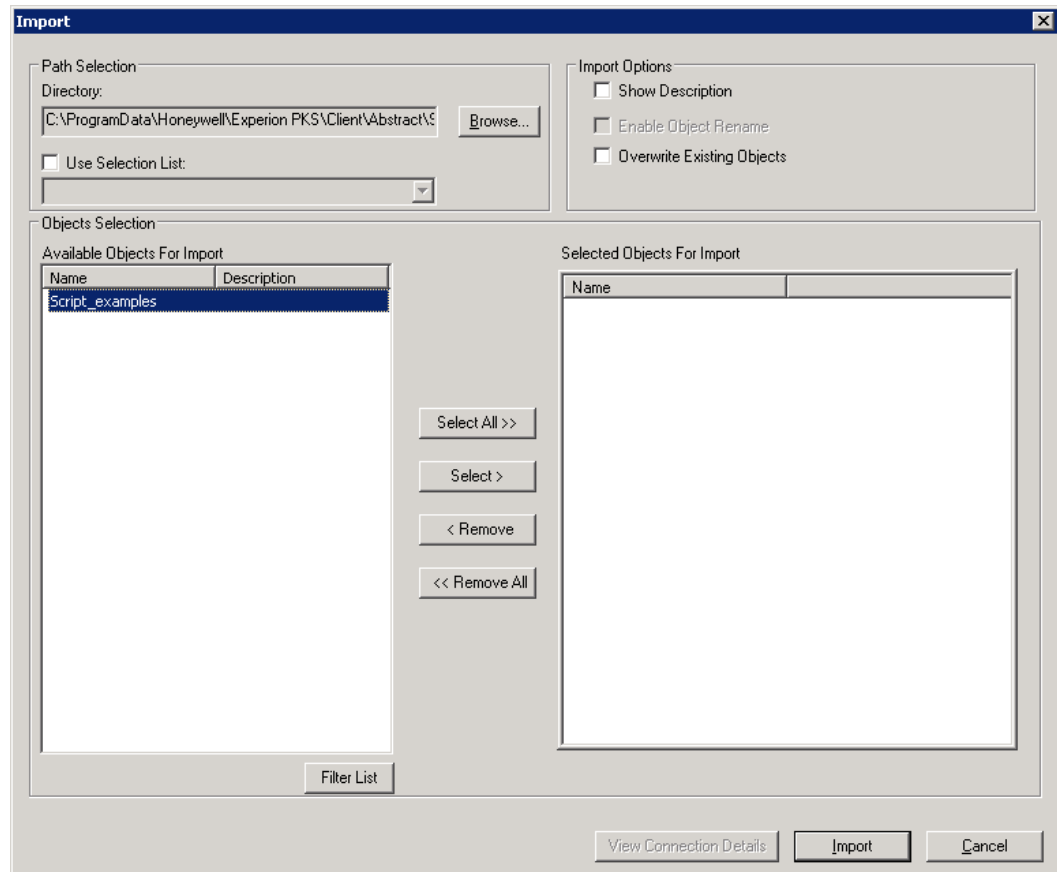 Import
Path Selection
Directory:
C:\ProgramData\Honeywell\Experion PKS\Client\Abstract\S
Browse...
Use Selection List:
Import Options
Show Description
Enable Object Rename
Overwrite Existing Objects
Objects Selection
Available Objects For Import
Name Description
Script_examples
Select All >>
Select >
< Remove
<< Remove All
Selected Objects For Import
Name
Filter List
View Connection Details Import Cancel